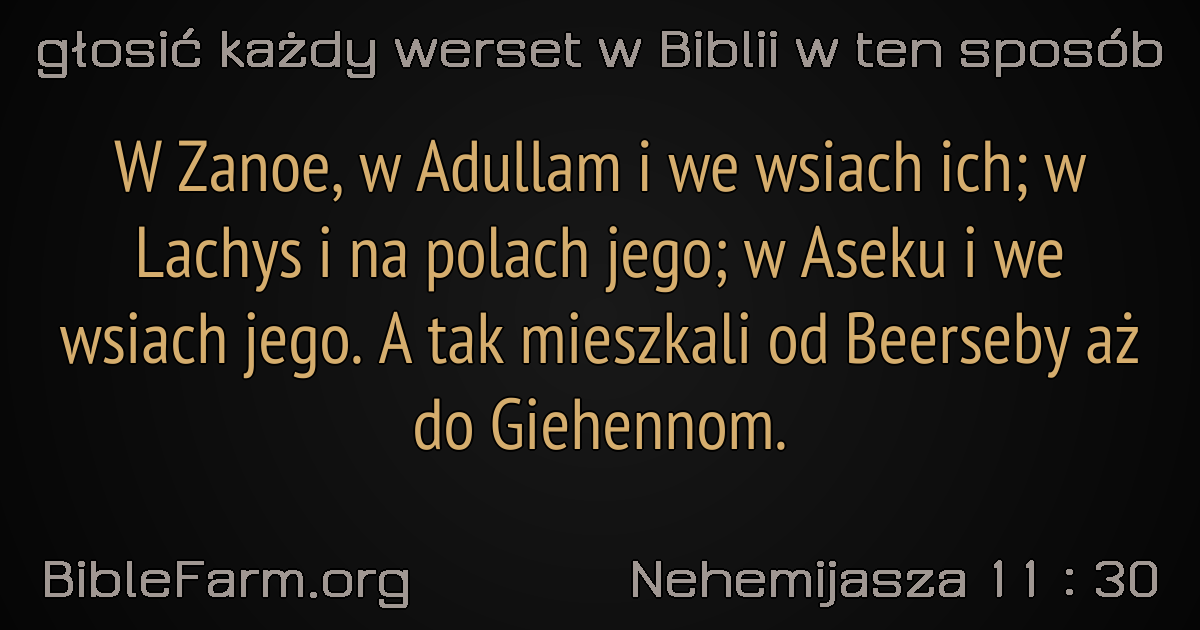 głosić każdy werset w Biblii w ten sposób
W Zanoe, w Adullam i we wsiach ich; w
Lachys i na polach jego; w Aseku i we
wsiach jego. A tak mieszkali od Beerseby aż
do Giehennom.
BibleFarm.org
Nehemijasza 11 : 30